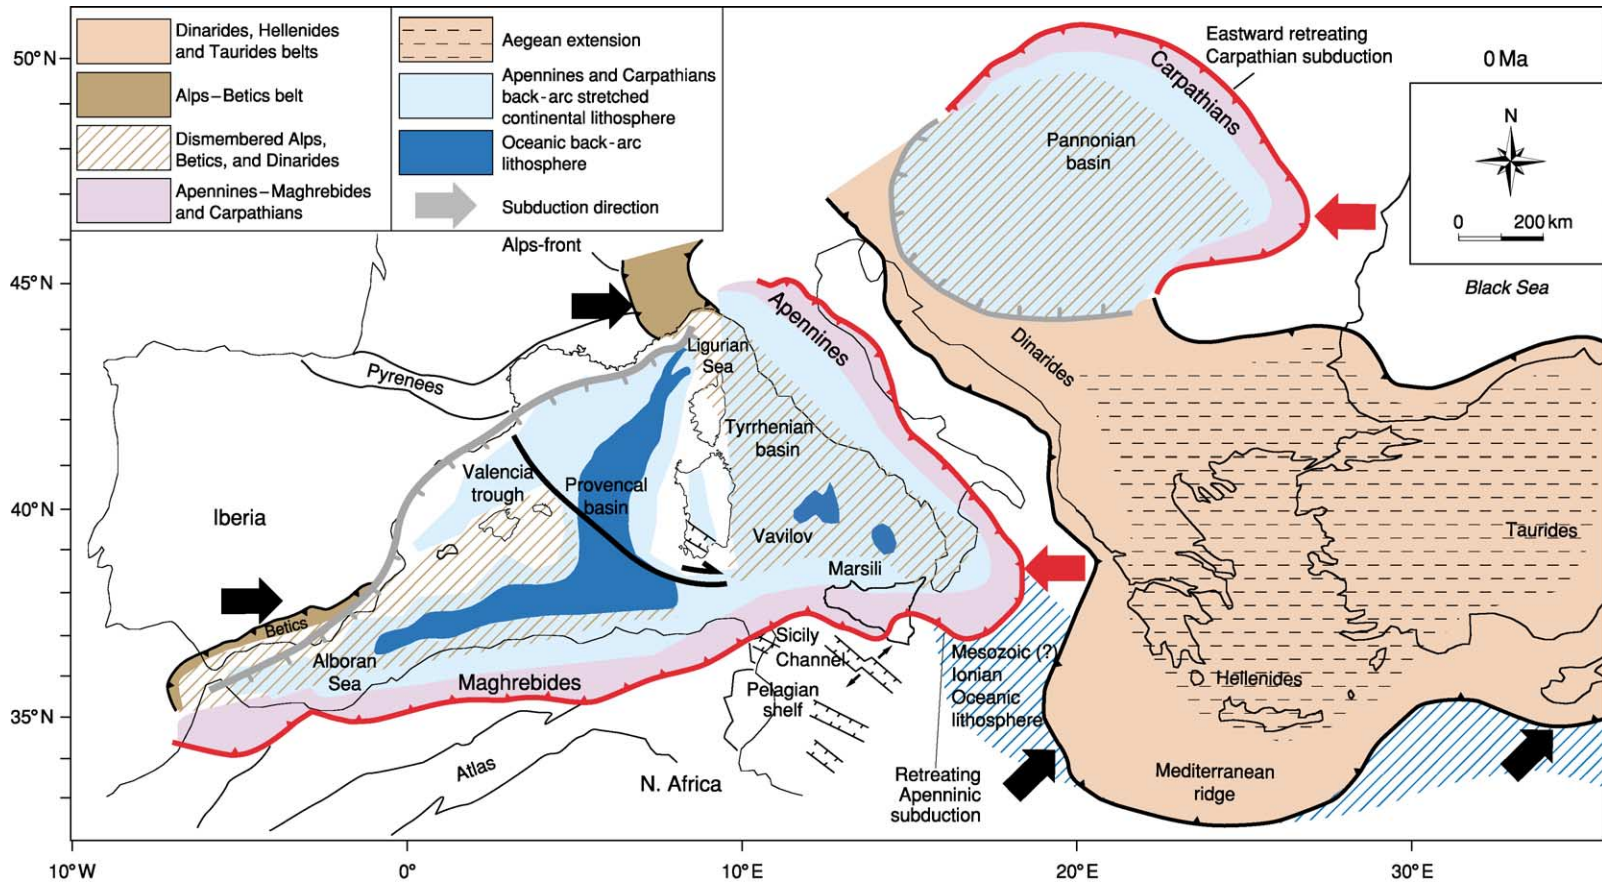 Dinarides, Hellenides
and Taurides belts
Alps–Betics belt
Dismembered Alps,
Betics, and Dinarides
Apennines–Maghrebides
and Carpathians
Aegean extension
Apennines and Carpathians
back-arc stretched
continental lithosphere
Oceanic back-arc
lithosphere
Subduction direction
Eastward retreating
Carpathian subduction
0 Ma
N
0 200 km
Black Sea
Carpathians
Pannonian
basin
Alps-front
Apennines
Dinarides
Ligurian
Sea
Pyrenees
Tyrrhenian
basin
Valencia
trough
Provencal
basin
Iberia
Vavilov
Marsili
Taurides
Betics
Alboran
Sea
Maghrebides
Sicily
Channel
Pelagian
shelf
Mesozoic (?)
Ionian
Oceanic
lithosphere
Hellenides
Atlas
N. Africa
Retreating
Apenninic
subduction
Mediterranean
ridge
50° N
45° N
40° N
35° N
10° W
0°
10° E
20° E
30° E